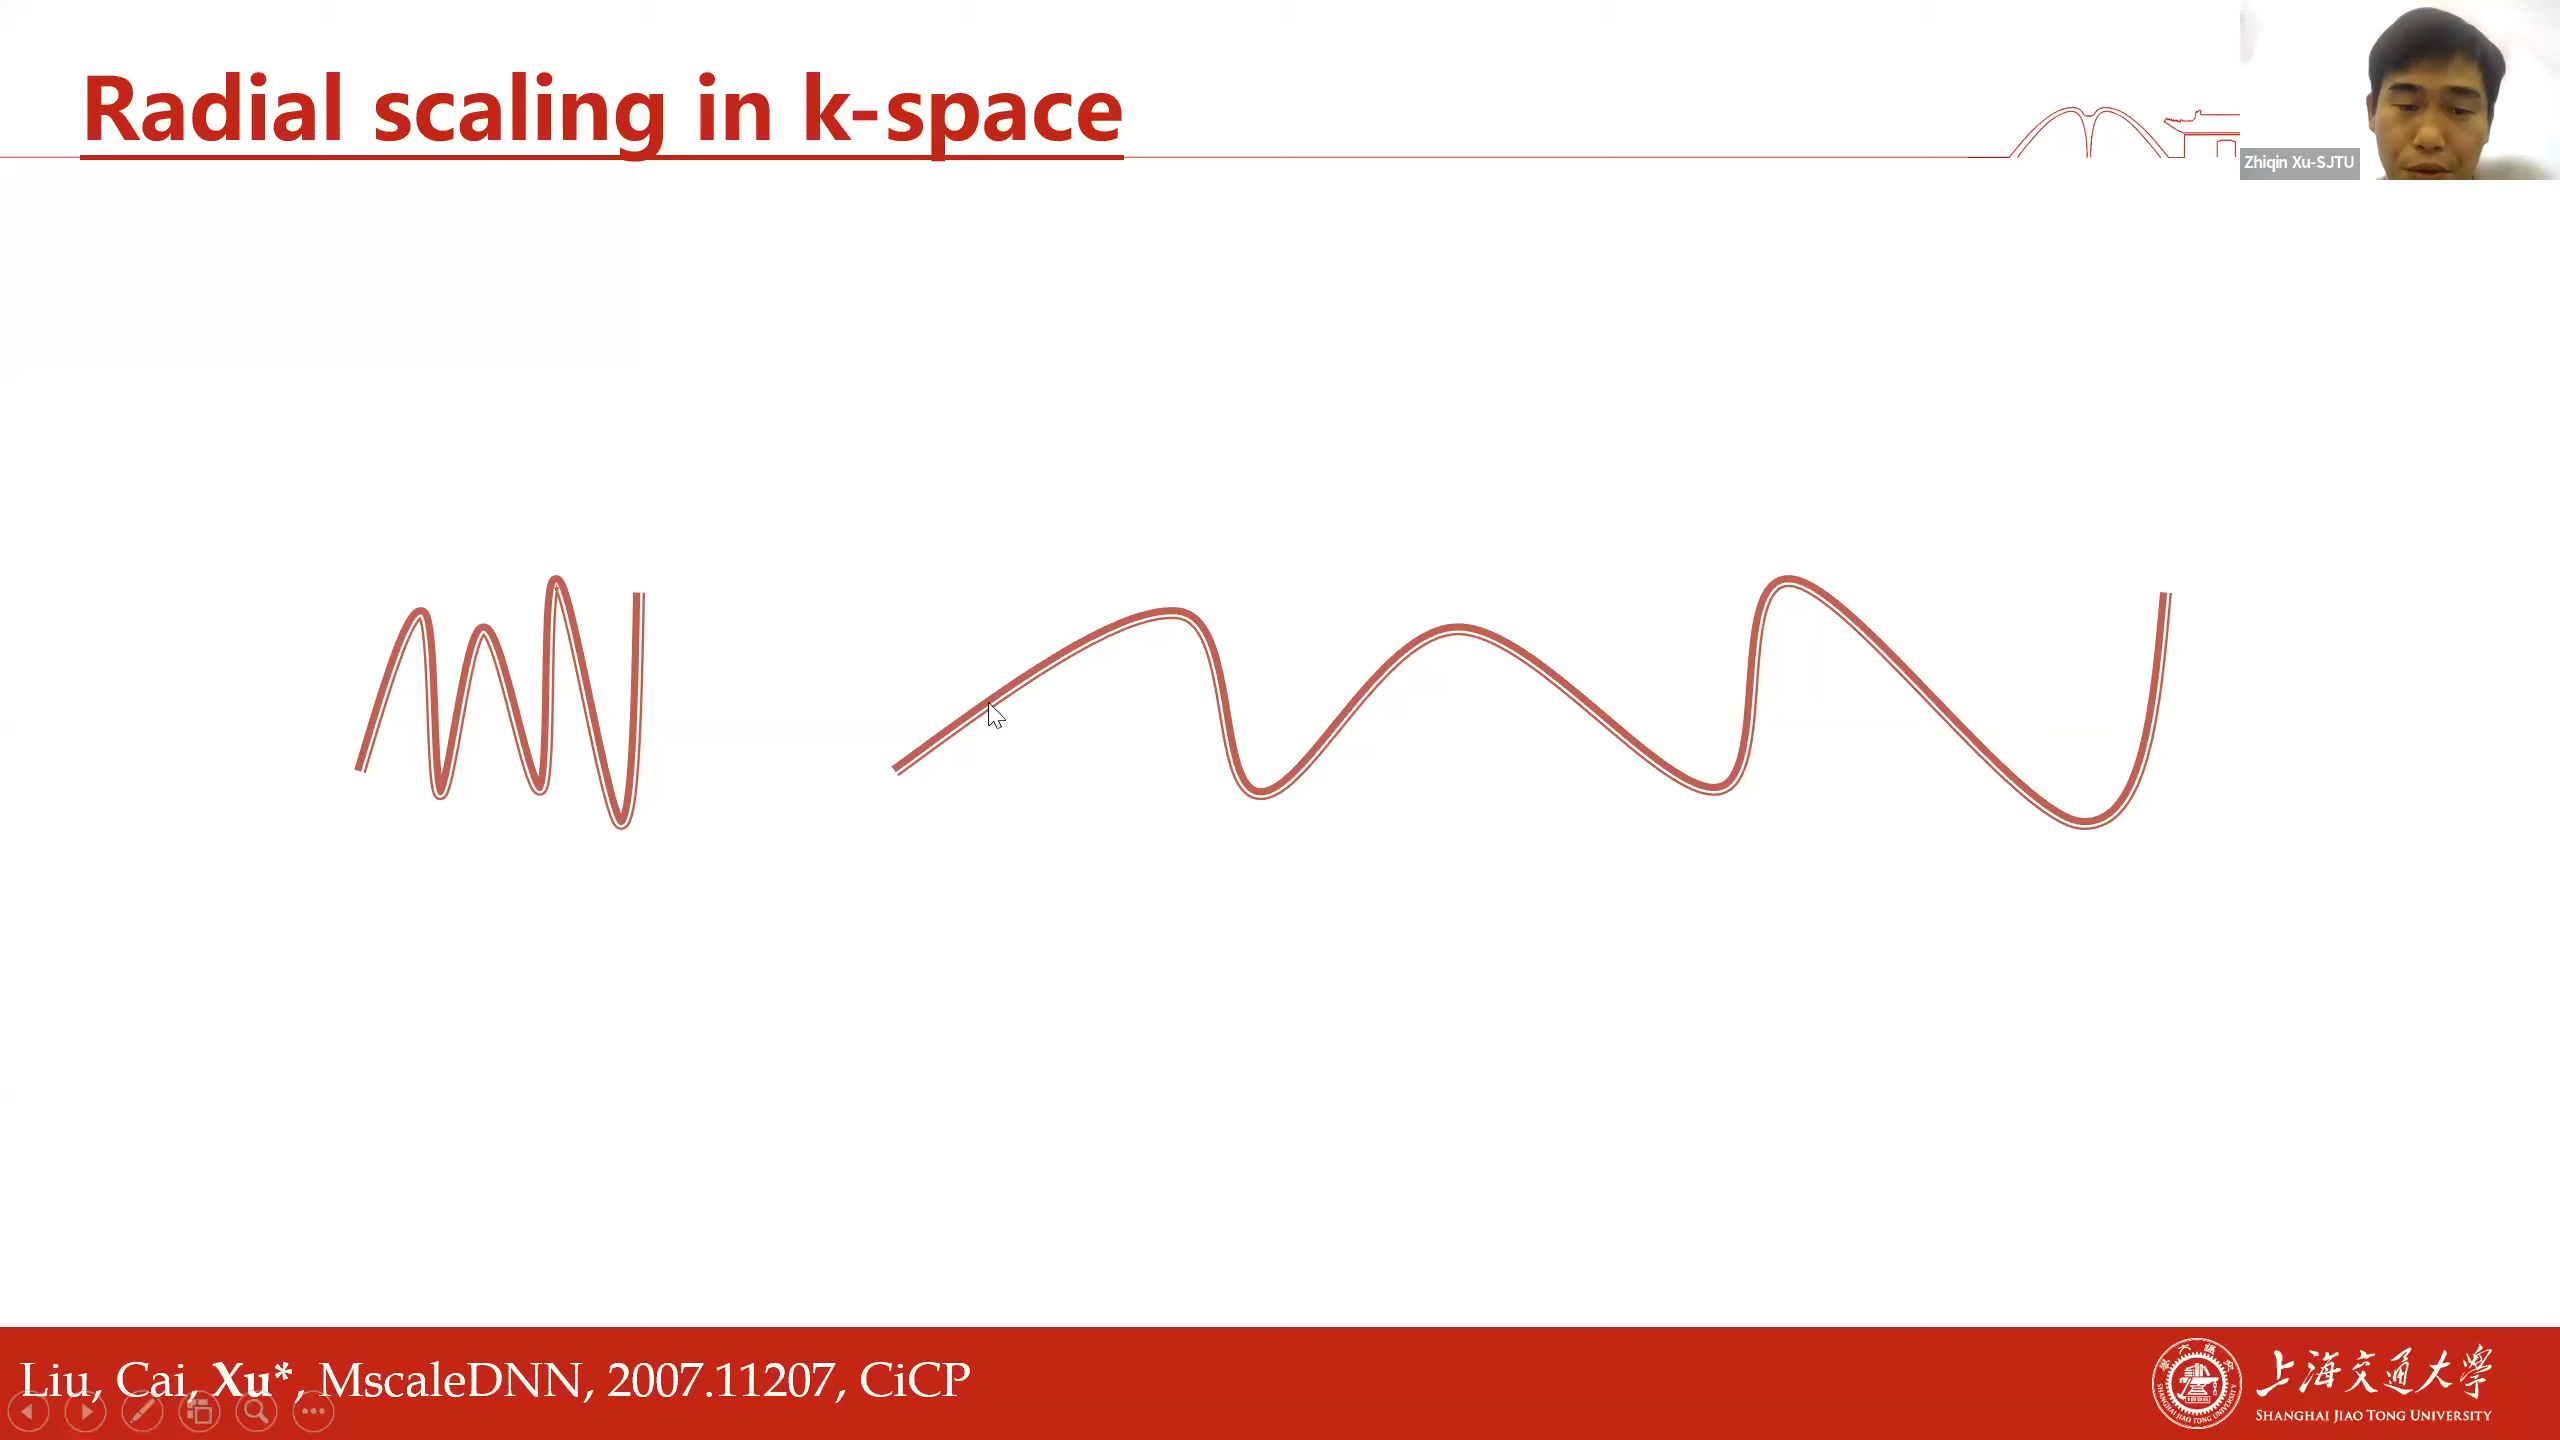 Radial scaling in k-space
Zhiqin Xu-SJTU
Liu, Cai, Xu*, MscaleDNN, 2007.11207, CiCP
上海交通大学
SHANGHAI JIAO TONG UNIVERSITY